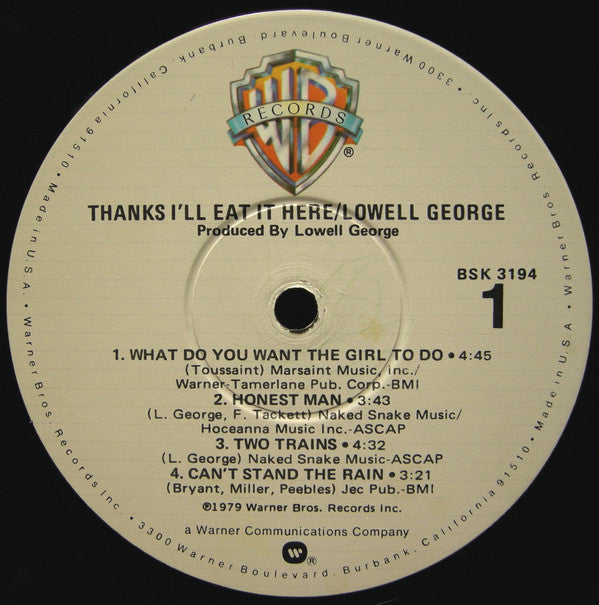 WB
RECORDS
®
THANKS I'LL EAT IT HERE/LOWELL GEORGE
Produced By Lowell George
BSK 3194
1
1. WHAT DO YOU WANT THE GIRL TO DO • 4:45
(Toussaint) Marsaint Music, Inc./
Warner-Tamerlane Pub. Corp.-BMI
2. HONEST MAN • 3:43
(L. George, F. Tackett) Naked Snake Music/
Hoceanna Music Inc.-ASCAP
3. TWO TRAINS • 4:32
(L. George) Naked Snake Music-ASCAP
4. CAN'T STAND THE RAIN • 3:21
(Bryant, Miller, Peebles) Jec Pub.-BMI
℗1979 Warner Bros. Records Inc.
a Warner Communications Company
®
Made in U.S.A. • Warner Bros. Records Inc. • 3300 Warner Boulevard, Burbank, California 91510 • Made in U.S.A. • Warner Bros. Records Inc. • 3300 Warner Boulevard, Burbank, California 91510 •